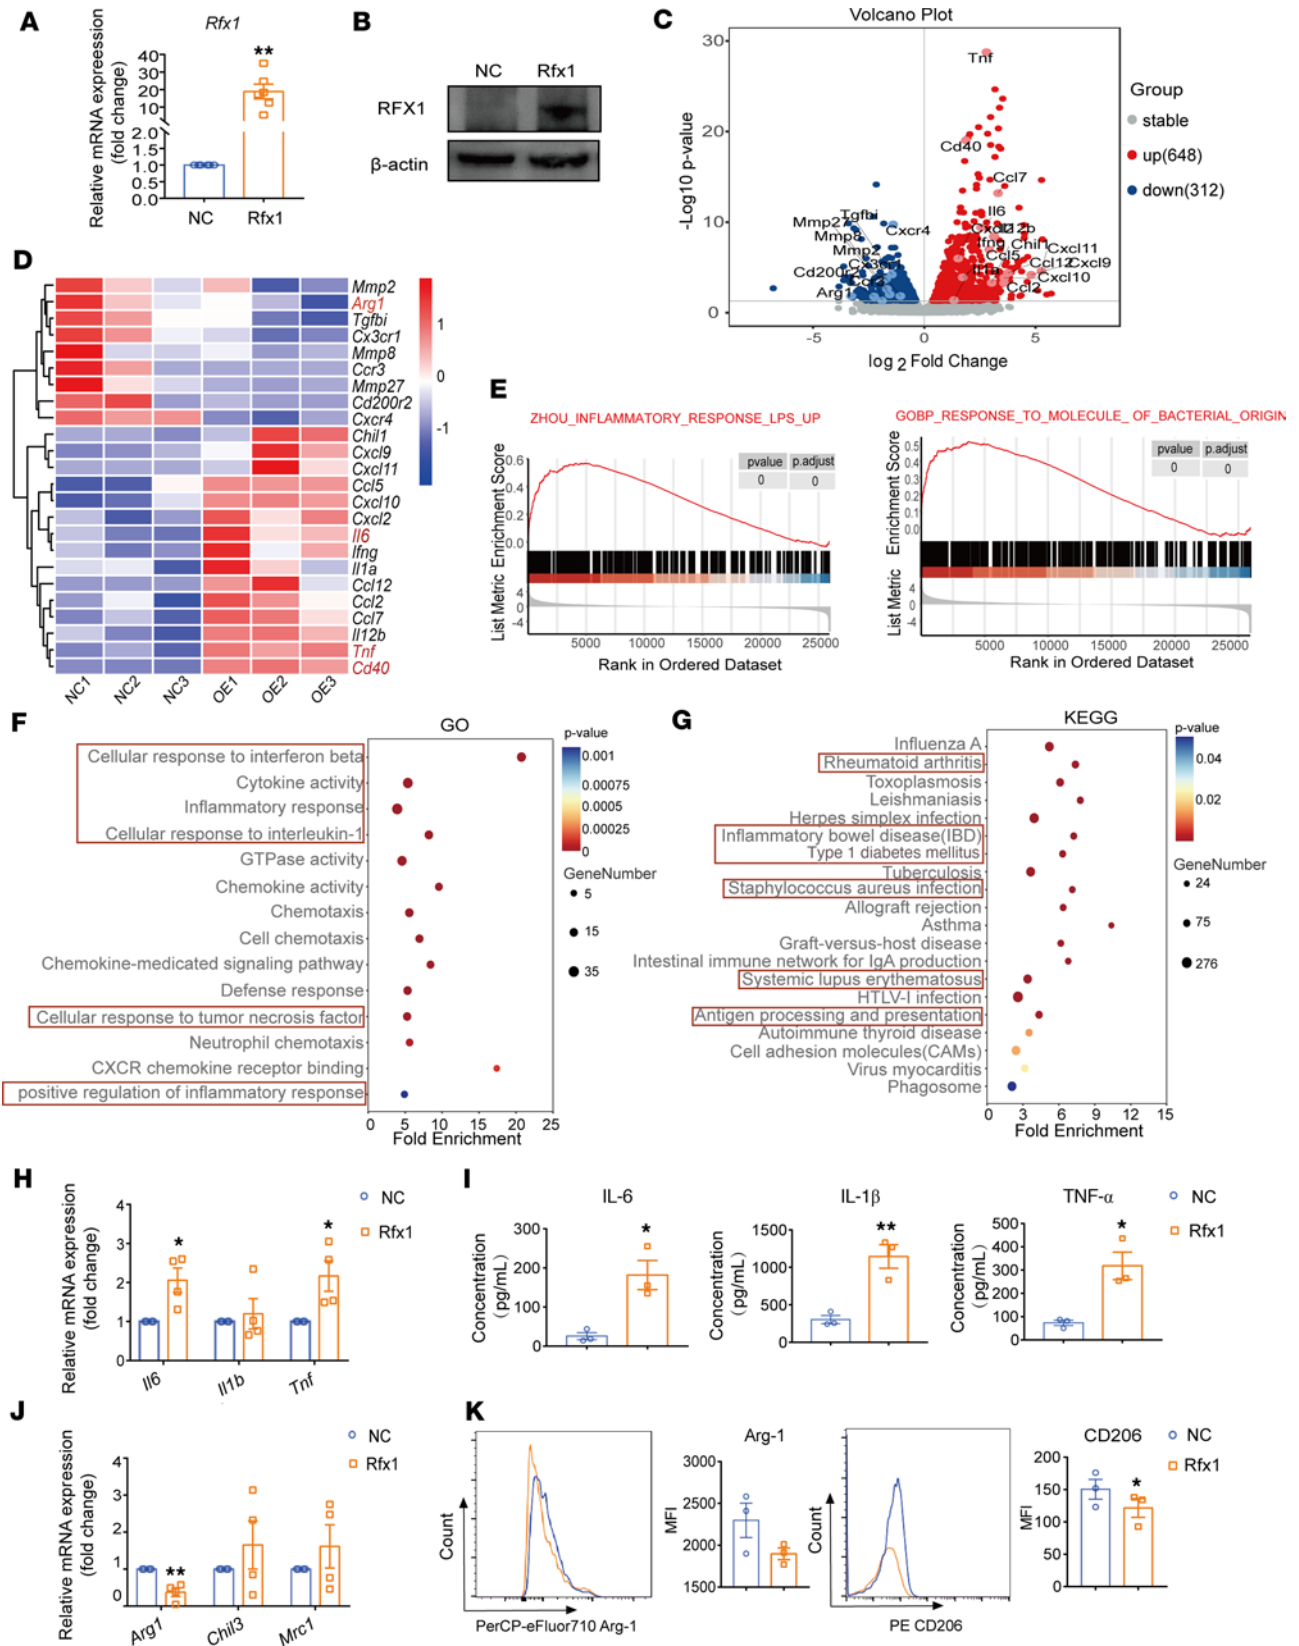 A
Rfx1
**
Relative mRNA expreession
(fold change)
40
30
20
10
2.0
1.5
1.0
0.5
0.0
NC
Rfx1
B
NC
Rfx1
RFX1
β-actin
C
Volcano Plot
-Log10 p-value
30
20
10
0
-5
0
5
log 2 Fold Change
Tnf
Cd40
Ccl7
Il6
Tgfbi
Mmp27
Cxcr4
Mmp8
Mmp2
Cx3cr1
Cd200r2
Ccr3
Arg1
Cxcl2
Il12b
Ifng
Chil1
Cxcl11
Ccl5
Ccl12
Cxcl9
Il1a
Cxcl10
Ccl2
Group
stable
up(648)
down(312)
D
Mmp2
Arg1
Tgfbi
Cx3cr1
Mmp8
Ccr3
Mmp27
Cd200r2
Cxcr4
Chil1
Cxcl9
Cxcl11
Ccl5
Cxcl10
Cxcl2
Il6
Ifng
Il1a
Ccl12
Ccl2
Ccl7
Il12b
Tnf
Cd40
NC1
NC2
NC3
OE1
OE2
OE3
1
0
-1
E
ZHOU_INFLAMMATORY_RESPONSE_LPS_UP
Enrichment Score
0.6
0.4
0.2
0.0
pvalue
p.adjust
0
0
List Metric
4
0
-4
5000
10000
15000
20000
25000
Rank in Ordered Dataset
GOBP_RESPONSE_TO_MOLECULE_ OF_BACTERIAL_ORIGIN
Enrichment Score
0.5
0.4
0.3
0.2
0.1
0.0
pvalue
p.adjust
0
0
List Metric
4
0
-4
5000
10000
15000
20000
25000
Rank in Ordered Dataset
F
GO
Cellular response to interferon beta
Cytokine activity
Inflammatory response
Cellular response to interleukin-1
GTPase activity
Chemokine activity
Chemotaxis
Cell chemotaxis
Chemokine-medicated signaling pathway
Defense response
Cellular response to tumor necrosis factor
Neutrophil chemotaxis
CXCR chemokine receptor binding
positive regulation of inflammatory response
0
5
10
15
20
25
Fold Enrichment
p-value
0.001
0.00075
0.0005
0.00025
0
GeneNumber
5
15
35
G
KEGG
Influenza A
Rheumatoid arthritis
Toxoplasmosis
Leishmaniasis
Herpes simplex infection
Inflammatory bowel disease(IBD)
Type 1 diabetes mellitus
Tuberculosis
Staphylococcus aureus infection
Allograft rejection
Asthma
Graft-versus-host disease
Intestinal immune network for IgA production
Systemic lupus erythematosus
HTLV-I infection
Antigen processing and presentation
Autoimmune thyroid disease
Cell adhesion molecules(CAMs)
Virus myocarditis
Phagosome
0
3
6
9
12
15
Fold Enrichment
p-value
0.04
0.02
GeneNumber
24
75
276
H
Relative mRNA expression
(fold change)
4
3
2
1
0
*
*
Il6
Il1b
Tnf
NC
Rfx1
I
IL-6
Concentration
(pg/mL)
300
200
100
0
*
IL-1β
Concentration
(pg/mL)
1500
1000
500
0
**
TNF-α
Concentration
(pg/mL)
500
400
300
200
100
0
*
NC
Rfx1
J
Relative mRNA expression
(fold change)
4
3
2
1
0
**
Arg1
Chil3
Mrc1
NC
Rfx1
K
Count
PerCP-eFluor710 Arg-1
Arg-1
MFI
3000
2500
2000
1500
Count
PE CD206
CD206
MFI
200
150
100
50
0
*
NC
Rfx1